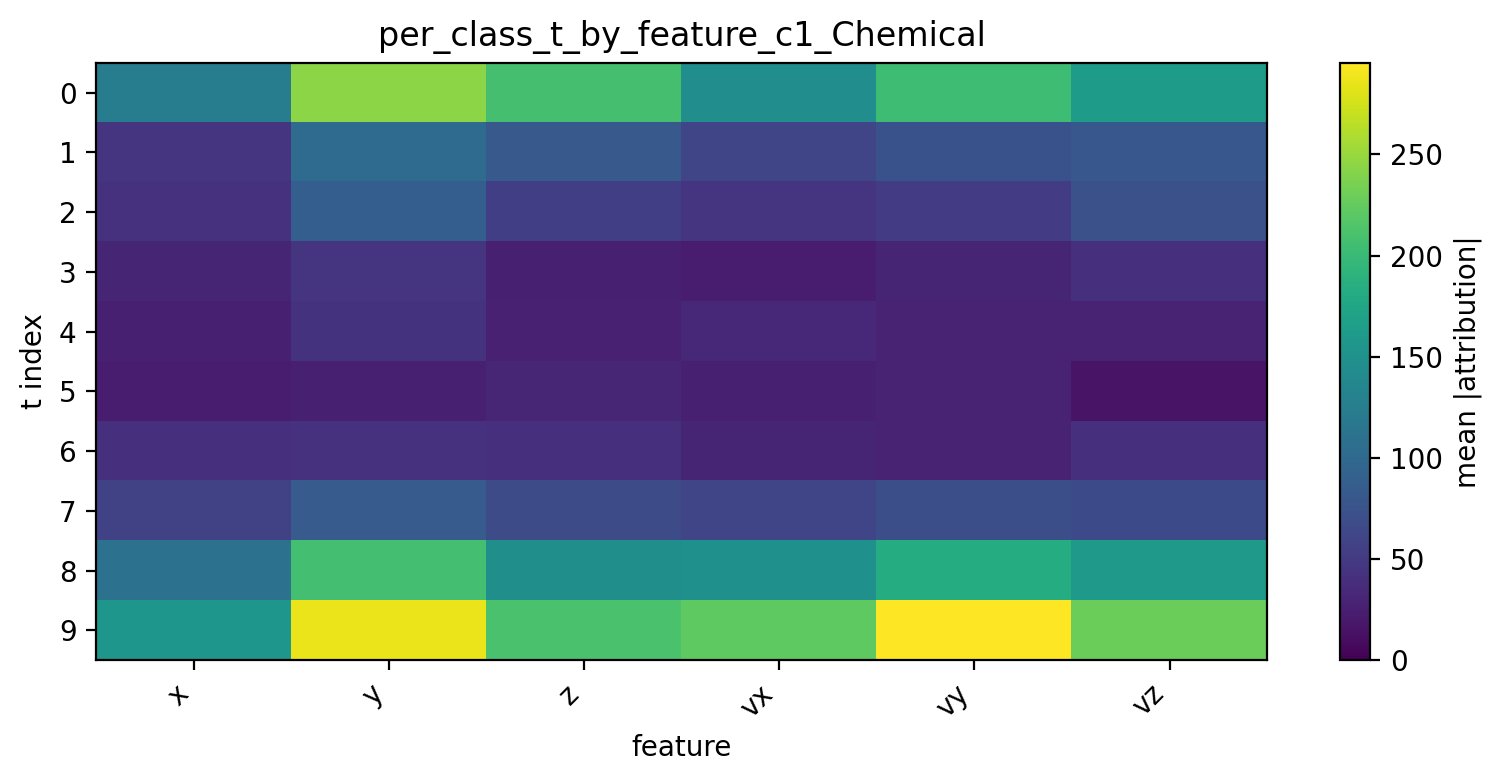 per_class_t_by_feature_c1_Chemical
t index
0
1
2
3
4
5
6
7
8
9
x
y
z
vx
vy
vz
feature
250
200
150
100
50
0
mean |attribution|